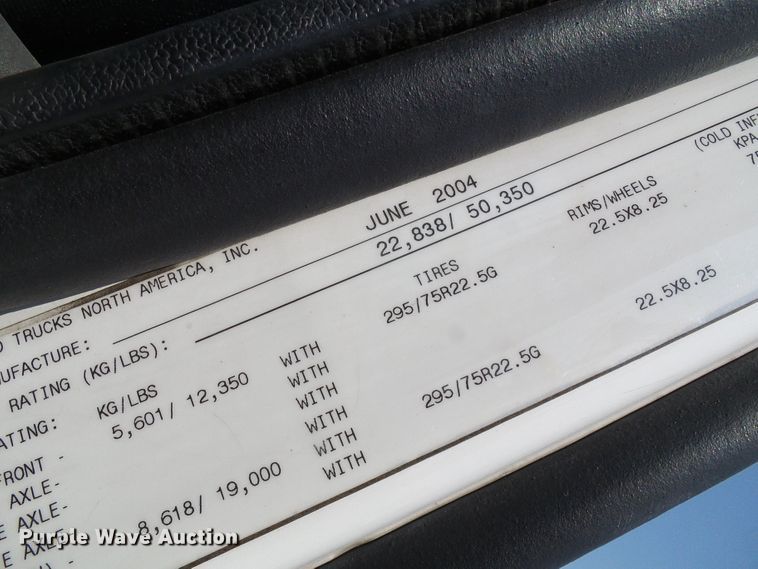 O TRUCKS NORTH AMERICA, INC.
UFACTURE: JUNE 2004
RATING (KG/LBS): 22,838/ 50,350
ATING: KG/LBS TIRES RIMS/WHEELS (COLD INF
KPA
FRONT - 5,601/ 12,350 WITH 295/75R22.5G 22.5X8.25 
AXLE- WITH
E AXLE- WITH
E AXLE- 8,618/ 19,000 WITH 295/75R22.5G 22.5X8.25
WITH
Purple Wave Auction